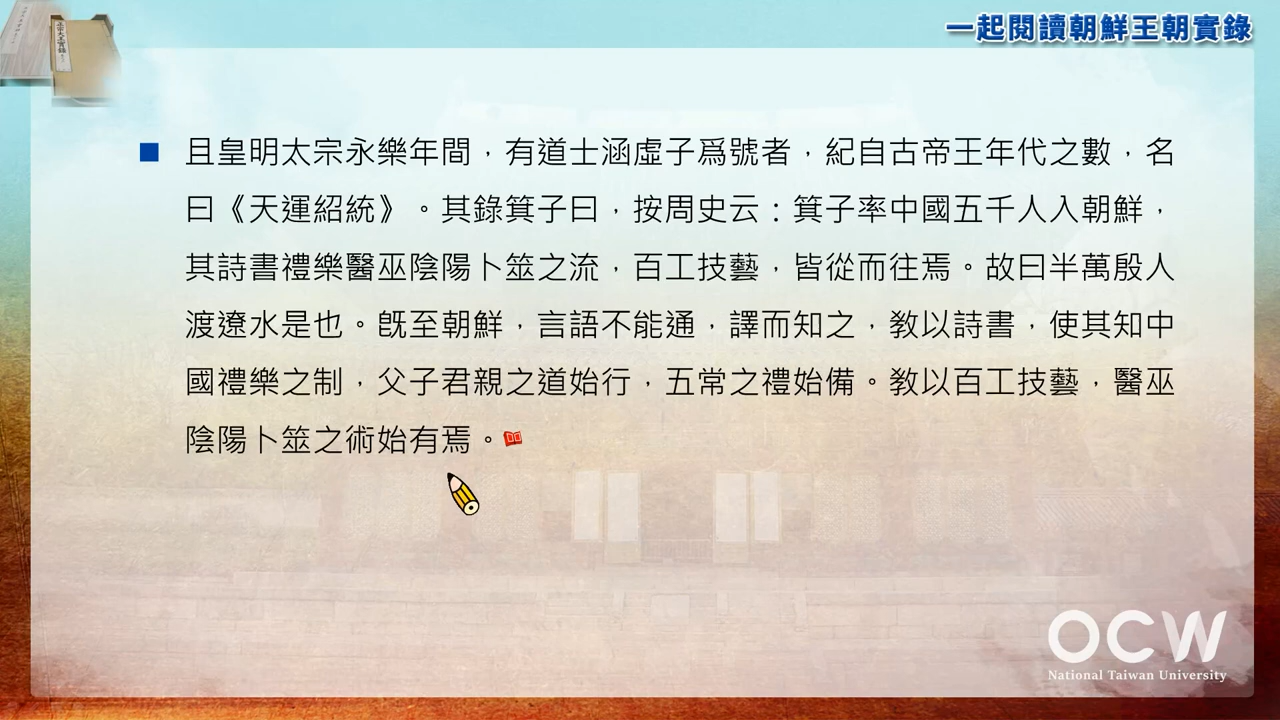 一起閱讀朝鮮王朝實錄
且皇明太宗永樂年間，有道士涵虛子爲號者，紀自古帝王年代之數，名
曰《天運紹統》。其錄箕子曰，按周史云：箕子率中國五千人入朝鮮，
其詩書禮樂醫巫陰陽卜筮之流，百工技藝，皆從而往焉。故曰半萬殷人
渡遼水是也。旣至朝鮮，言語不能通，譯而知之，敎以詩書，使其知中
國禮樂之制，父子君親之道始行，五常之禮始備。敎以百工技藝，醫巫
陰陽卜筮之術始有焉。
OCW
National Taiwan University